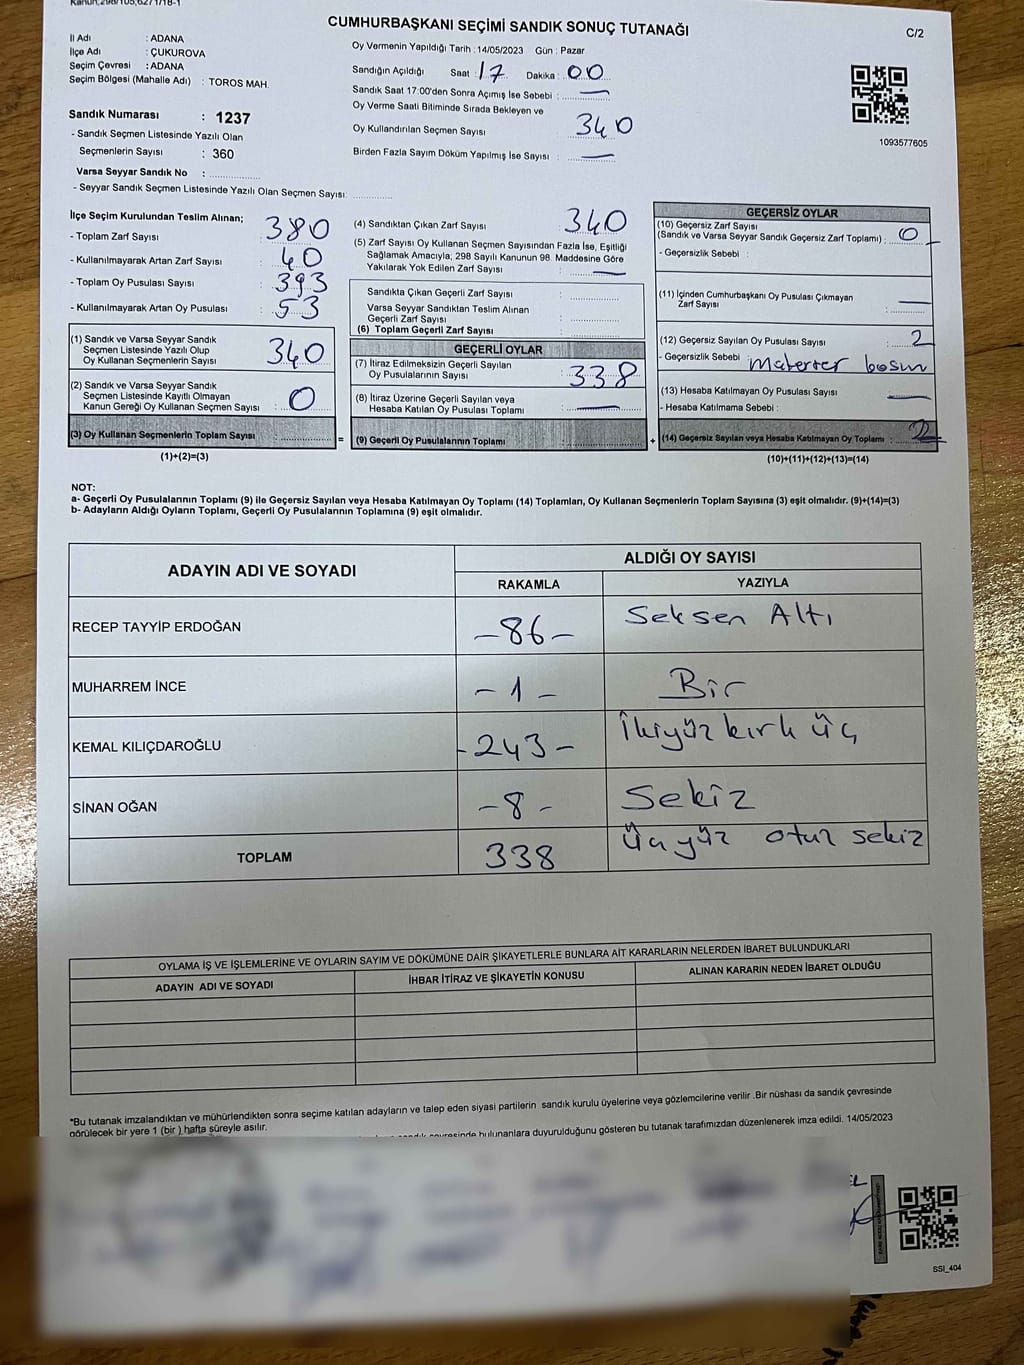 Kanun,298/105,6271/18-1
CUMHURBAŞKANI SEÇİMİ SANDIK SONUÇ TUTANAĞI
C/2
İl Adı : ADANA
İlçe Adı : ÇUKUROVA
Seçim Çevresi : ADANA
Seçim Bölgesi (Mahalle Adı) : TOROS MAH.
Sandık Numarası : 1237
- Sandık Seçmen Listesinde Yazılı Olan
Seçmenlerin Sayısı : 360
Varsa Seyyar Sandık No :
- Seyyar Sandık Seçmen Listesinde Yazılı Olan Seçmen Sayısı:
Oy Vermenin Yapıldığı Tarih : 14/05/2023 Gün : Pazar
Sandığın Açıldığı Saat : 17 Dakika : 00
Sandık Saat 17:00'den Sonra Açımış İse Sebebi : —
Oy Verme Saati Bitiminde Sırada Bekleyen ve
Oy Kullandırılan Seçmen Sayısı : 340
Birden Fazla Sayım Döküm Yapılmış İse Sayısı : —
1093577605
İlçe Seçim Kurulundan Teslim Alınan;
- Toplam Zarf Sayısı : 380
- Kullanılmayarak Artan Zarf Sayısı : 40
- Toplam Oy Pusulası Sayısı : 393
- Kullanılmayarak Artan Oy Pusulası : 53
(1) Sandık ve Varsa Seyyar Sandık
Seçmen Listesinde Yazılı Olup
Oy Kullanan Seçmenlerin Sayısı : 340
(2) Sandık ve Varsa Seyyar Sandık
Seçmen Listesinde Kayıtlı Olmayan
Kanun Gereği Oy Kullanan Seçmen Sayısı : 0
(3) Oy Kullanan Seçmenlerin Toplam Sayısı :
(1)+(2)=(3)
(4) Sandıktan Çıkan Zarf Sayısı : 340
(5) Zarf Sayısı Oy Kullanan Seçmen Sayısından Fazla İse, Eşitliği
Sağlamak Amacıyla; 298 Sayılı Kanunun 98. Maddesine Göre
Yakılarak Yok Edilen Zarf Sayısı : —
Sandıkta Çıkan Geçerli Zarf Sayısı :
Varsa Seyyar Sandıktan Teslim Alınan
Geçerli Zarf Sayısı :
(6) Toplam Geçerli Zarf Sayısı :
GEÇERLİ OYLAR
(7) İtiraz Edilmeksizin Geçerli Sayılan
Oy Pusulalarının Sayısı : 338
(8) İtiraz Üzerine Geçerli Sayılan veya
Hesaba Katılan Oy Pusulası Toplamı : —
= (9) Geçerli Oy Pusulalarının Toplamı :
GEÇERSİZ OYLAR
(10) Geçersiz Zarf Sayısı
(Sandık ve Varsa Seyyar Sandık Geçersiz Zarf Toplamı) : 0
- Geçersizlik Sebebi :
(11) İçinden Cumhurbaşkanı Oy Pusulası Çıkmayan
Zarf Sayısı : —
(12) Geçersiz Sayılan Oy Pusulası Sayısı : 2
- Geçersizlik Sebebi :
(13) Hesaba Katılmayan Oy Pusulası Sayısı : —
- Hesaba Katılmama Sebebi :
+ (14) Geçersiz Sayılan veya Hesaba Katılmayan Oy Toplamı : 2
(10)+(11)+(12)+(13)=(14)
NOT:
a- Geçerli Oy Pusulalarının Toplamı (9) ile Geçersiz Sayılan veya Hesaba Katılmayan Oy Toplamı (14) Toplamları, Oy Kullanan Seçmenlerin Toplam Sayısına (3) eşit olmalıdır. (9)+(14)=(3)
b- Adayların Aldığı Oyların Toplamı, Geçerli Oy Pusulalarının Toplamına (9) eşit olmalıdır.
ADAYIN ADI VE SOYADI
ALDIĞI OY SAYISI
RAKAMLA YAZIYLA
RECEP TAYYİP ERDOĞAN -86- Seksen Altı
MUHARREM İNCE -1- Bir
KEMAL KILIÇDAROĞLU -243- İkiyüz kırk üç
SİNAN OĞAN -8- Sekiz
TOPLAM 338 Üçyüz otuz sekiz
OYLAMA İŞ VE İŞLEMLERİNE VE OYLARIN SAYIM VE DÖKÜMÜNE DAİR ŞİKAYETLERLE BUNLARA AİT KARARLARIN NELERDEN İBARET BULUNDUKLARI
ADAYIN ADI VE SOYADI İHBAR İTİRAZ VE ŞİKAYETİN KONUSU ALINAN KARARIN NEDEN İBARET OLDUĞU
*Bu tutanak imzalandıktan ve mühürlendikten sonra seçime katılan adayların ve talep eden siyasi partilerin sandık kurulu üyelerine veya gözlemcilerine verilir .Bir nüshası da sandık çevresinde
görülecek bir yere 1 (bir ) hafta süreyle asılır.
bulunanlara duyurulduğunu gösteren bu tutanak tarafımızdan düzenlenerek imza edildi. 14/05/2023
SSI_404